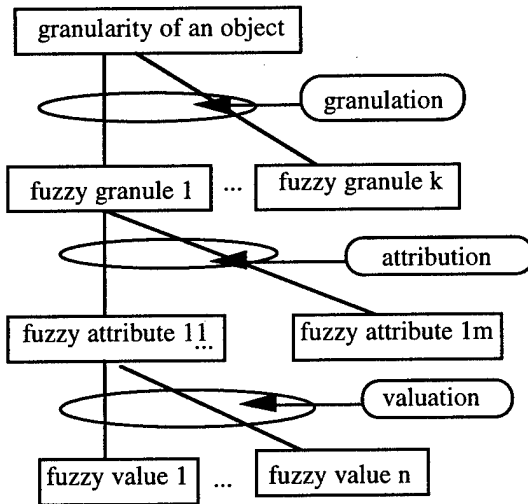 granularity of an object
granulation
fuzzy granule 1 ... fuzzy granule k
attribution
fuzzy attribute 11 ... fuzzy attribute 1m
valuation
fuzzy value 1 ... fuzzy value n